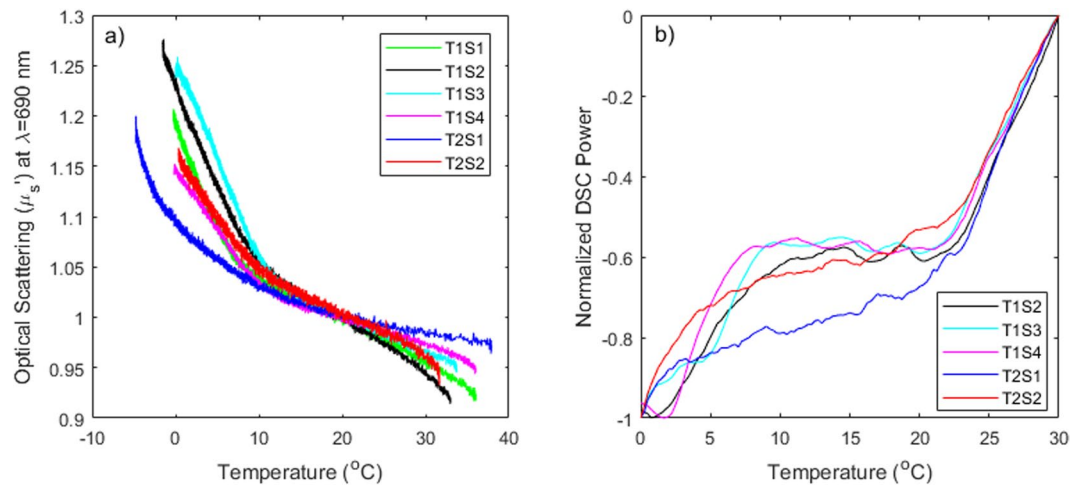 a)
1.3
1.25
1.2
1.15
1.1
1.05
1
0.95
0.9
-10
0
10
20
30
40
Optical Scattering (μs') at λ=690 nm
Temperature (°C)
T1S1
T1S2
T1S3
T1S4
T2S1
T2S2
b)
0
-0.2
-0.4
-0.6
-0.8
-1
0
5
10
15
20
25
30
Normalized DSC Power
Temperature (°C)
T1S2
T1S3
T1S4
T2S1
T2S2